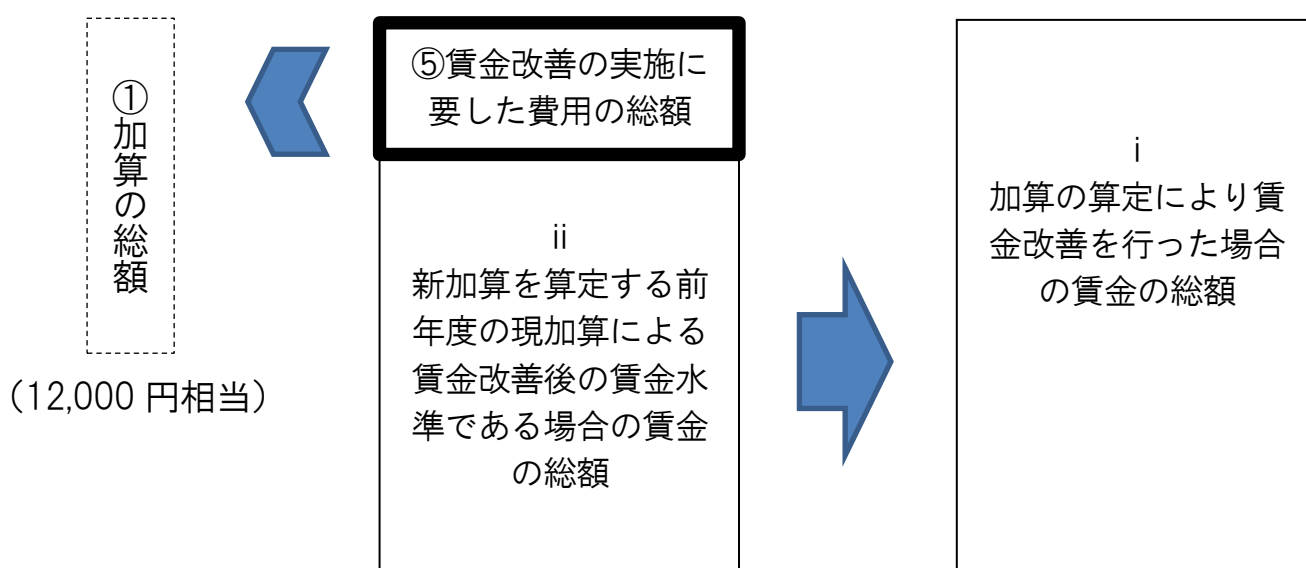 ①加算の総額
（12,000 円相当）
⑤賃金改善の実施に
要した費用の総額
ⅱ
新加算を算定する前
年度の現加算による
賃金改善後の賃金水
準である場合の賃金
の総額
ⅰ
加算の算定により賃
金改善を行った場合
の賃金の総額